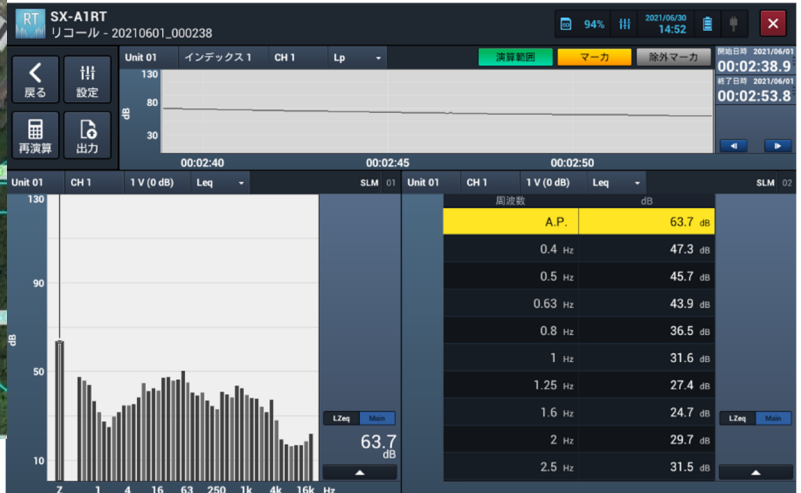 RT SX-A1RT
リコール - 20210601_000238
SD 94% 2021/06/30 14:52
戻る 設定
再演算 出力
Unit 01 インデックス 1 CH 1 Lp 演算範囲 マーカ 除外マーカ
開始日時 2021/06/01
00:02:38.9
終了日時 2021/06/01
00:02:53.8
130
80
30
dB
00:02:40 00:02:45 00:02:50
Unit 01 CH 1 1 V (0 dB) Leq SLM 01
130
90
50
10
dB
Z 1 4 16 63 250 1k 4k 16k Hz
LZeq Main
63.7
dB
Unit 01 CH 1 1 V (0 dB) Leq SLM 02
周波数 dB
A.P. 63.7 dB
0.4 Hz 47.3 dB
0.5 Hz 45.7 dB
0.63 Hz 43.9 dB
0.8 Hz 36.5 dB
1 Hz 31.6 dB
1.25 Hz 27.4 dB
1.6 Hz 24.7 dB
2 Hz 29.7 dB
2.5 Hz 31.5 dB
LZeq Main